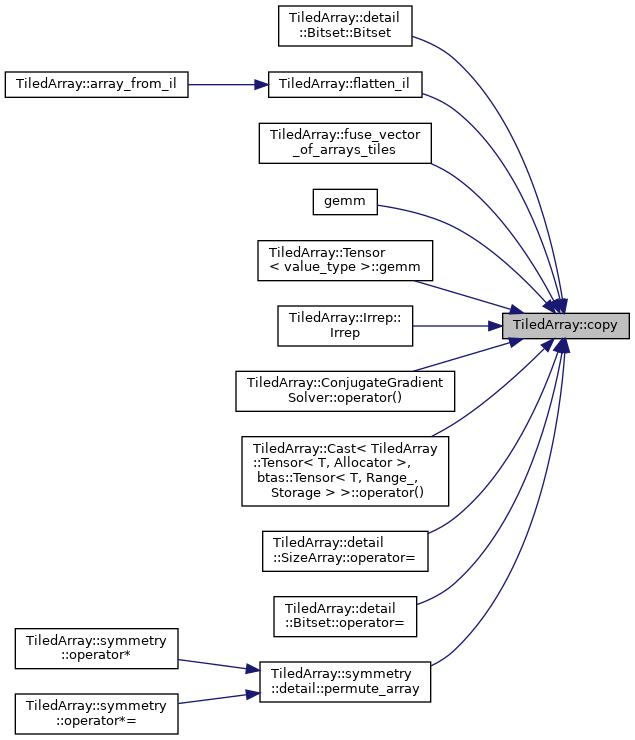 TiledArray::detail
::Bitset::Bitset
TiledArray::array_from_il
TiledArray::flatten_il
TiledArray::fuse_vector
_of_arrays_tiles
gemm
TiledArray::Tensor
< value_type >::gemm
TiledArray::Irrep::
Irrep
TiledArray::copy
TiledArray::ConjugateGradient
Solver::operator()
TiledArray::Cast< TiledArray
::Tensor< T, Allocator >,
btas::Tensor< T, Range_,
Storage > >::operator()
TiledArray::detail
::SizeArray::operator=
TiledArray::detail
::Bitset::operator=
TiledArray::symmetry
::operator*
TiledArray::symmetry
::detail::permute_array
TiledArray::symmetry
::operator*=